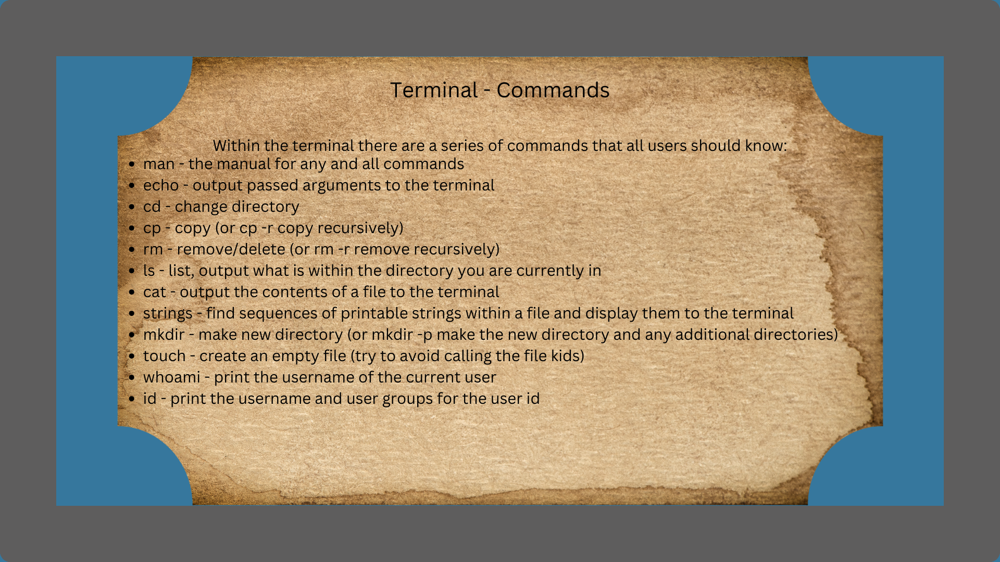 Terminal - Commands
Within the terminal there are a series of commands that all users should know:
• man - the manual for any and all commands
• echo - output passed arguments to the terminal
• cd - change directory
• cp - copy (or cp -r copy recursively)
• rm - remove/delete (or rm -r remove recursively)
• ls - list, output what is within the directory you are currently in
• cat - output the contents of a file to the terminal
• strings - find sequences of printable strings within a file and display them to the terminal
• mkdir - make new directory (or mkdir -p make the new directory and any additional directories)
• touch - create an empty file (try to avoid calling the file kids)
• whoami - print the username of the current user
• id - print the username and user groups for the user id